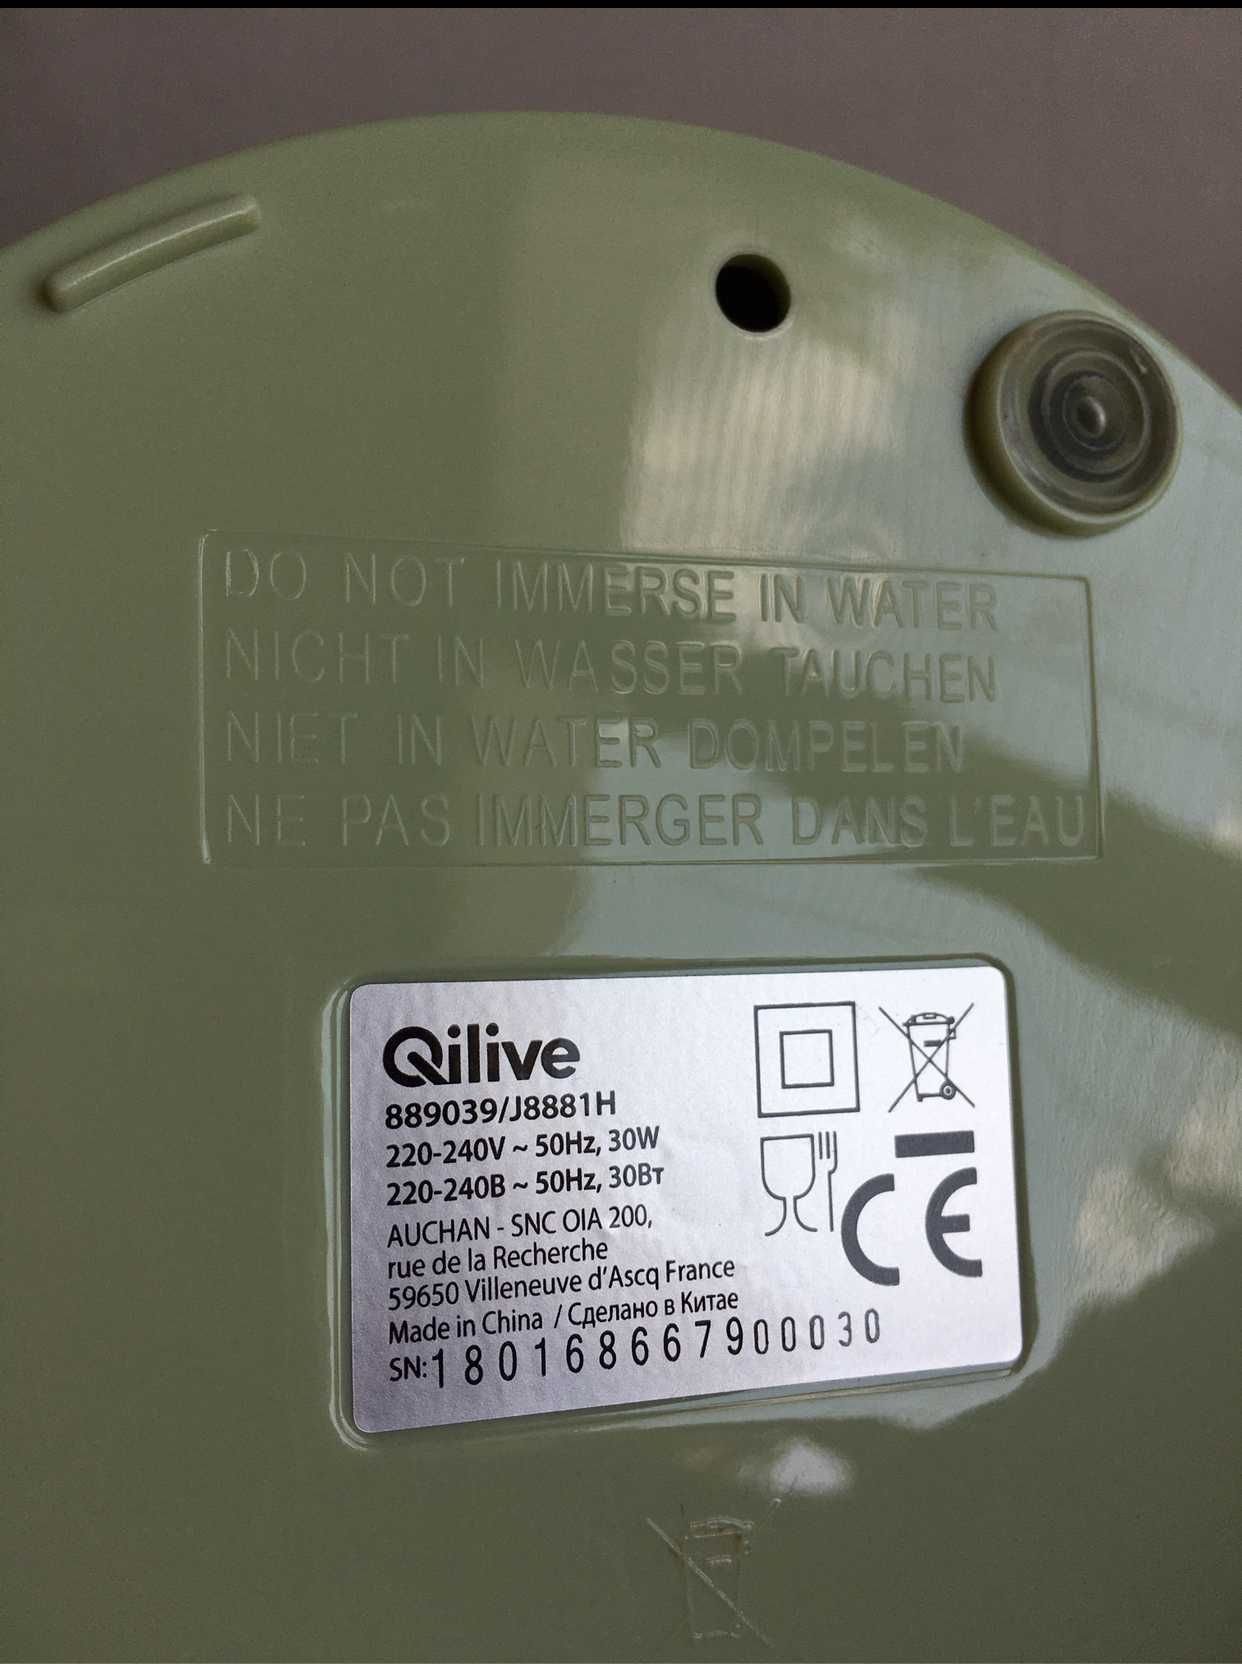 DO NOT IMMERSE IN WATER
NICHT IN WASSER TAUCHEN
NIET IN WATER DOMPELEN
NE PAS IMMERGER DANS L'EAU
Qilive
889039/J8881H
220-240V ~ 50Hz, 30W
220-240В ~ 50Hz, 30Вт
AUCHAN - SNC OIA 200,
rue de la Recherche
59650 Villeneuve d'Ascq France
Made in China / Сделано в Китае
SN:180168667900030
CE